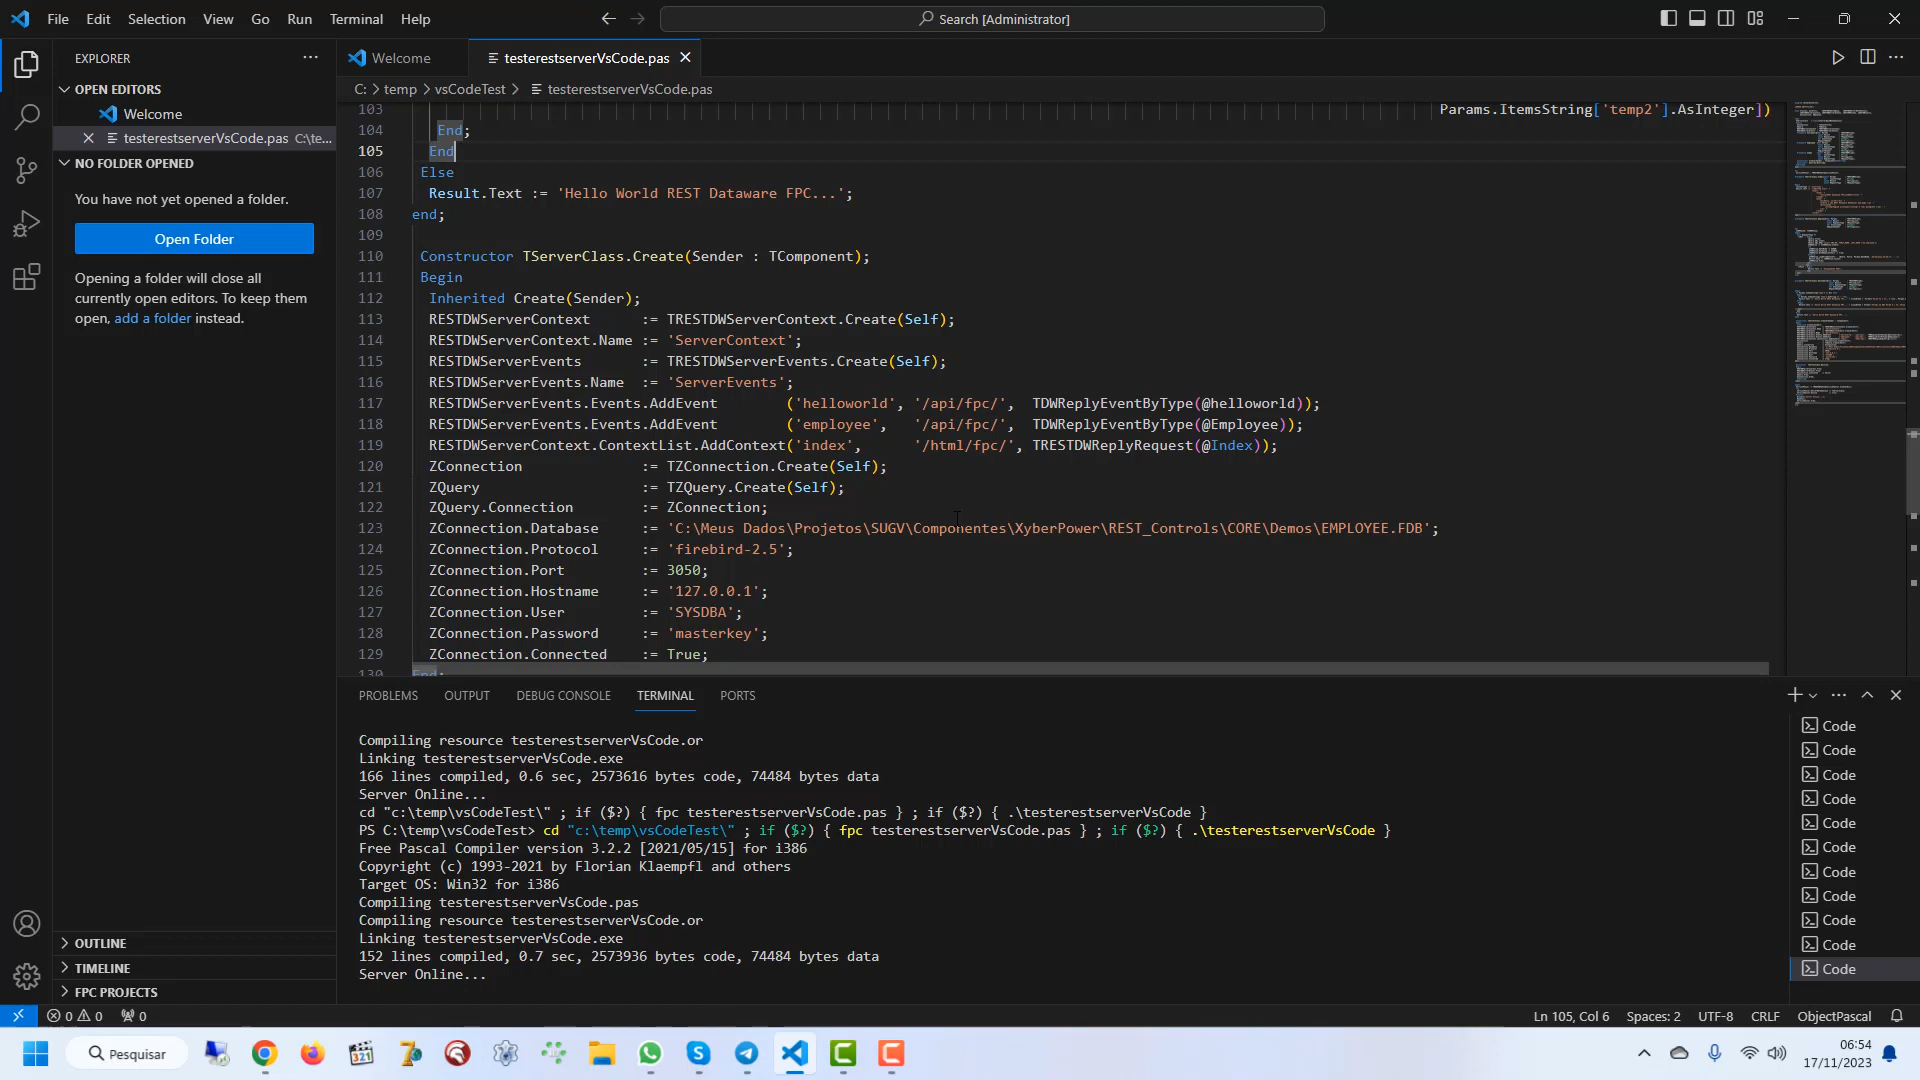 File Edit Selection View Go Run Terminal Help
Search [Administrator]
EXPLORER
OPEN EDITORS
Welcome
testerestserverVsCode.pas C:\te...
NO FOLDER OPENED
You have not yet opened a folder.
Open Folder
Opening a folder will close all
currently open editors. To keep them
open, add a folder instead.
OUTLINE
TIMELINE
FPC PROJECTS
Welcome
testerestserverVsCode.pas
C: > temp > vsCodeTest > testerestserverVsCode.pas
103 Params.ItemsString['temp2'].AsInteger])
104 End;
105 End
106 Else
107 Result.Text := 'Hello World REST Dataware FPC...';
108 end;
109
110 Constructor TServerClass.Create(Sender : TComponent);
111 Begin
112 Inherited Create(Sender);
113 RESTDWServerContext := TRESTDWServerContext.Create(Self);
114 RESTDWServerContext.Name := 'ServerContext';
115 RESTDWServerEvents := TRESTDWServerEvents.Create(Self);
116 RESTDWServerEvents.Name := 'ServerEvents';
117 RESTDWServerEvents.Events.AddEvent ('helloworld', '/api/fpc/', TDWReplyEventByType(@helloworld));
118 RESTDWServerEvents.Events.AddEvent ('employee', '/api/fpc/', TDWReplyEventByType(@Employee));
119 RESTDWServerContext.ContextList.AddContext('index', '/html/fpc/', TRESTDWReplyRequest(@Index));
120 ZConnection := TZConnection.Create(Self);
121 ZQuery := TZQuery.Create(Self);
122 ZQuery.Connection := ZConnection;
123 ZConnection.Database := 'C:\Meus Dados\Projetos\SUGV\Componentes\XyberPower\REST_Controls\CORE\Demos\EMPLOYEE.FDB';
124 ZConnection.Protocol := 'firebird-2.5';
125 ZConnection.Port := 3050;
126 ZConnection.Hostname := '127.0.0.1';
127 ZConnection.User := 'SYSDBA';
128 ZConnection.Password := 'masterkey';
129 ZConnection.Connected := True;
130 End;
PROBLEMS OUTPUT DEBUG CONSOLE TERMINAL PORTS
Compiling resource testerestserverVsCode.or
Linking testerestserverVsCode.exe
166 lines compiled, 0.6 sec, 2573616 bytes code, 74484 bytes data
Server Online...
cd "c:\temp\vsCodeTest\" ; if ($?) { fpc testerestserverVsCode.pas } ; if ($?) { .\testerestserverVsCode }
PS C:\temp\vsCodeTest> cd "c:\temp\vsCodeTest\" ; if ($?) { fpc testerestserverVsCode.pas } ; if ($?) { .\testerestserverVsCode }
Free Pascal Compiler version 3.2.2 [2021/05/15] for i386
Copyright (c) 1993-2021 by Florian Klaempfl and others
Target OS: Win32 for i386
Compiling testerestserverVsCode.pas
Compiling resource testerestserverVsCode.or
Linking testerestserverVsCode.exe
152 lines compiled, 0.7 sec, 2573936 bytes code, 74484 bytes data
Server Online...
Code
Code
Code
Code
Code
Code
Code
Code
Code
Code
Code
0 0 0
Ln 105, Col 6 Spaces: 2 UTF-8 CRLF ObjectPascal
Pesquisar
321
7
06:54
17/11/2023